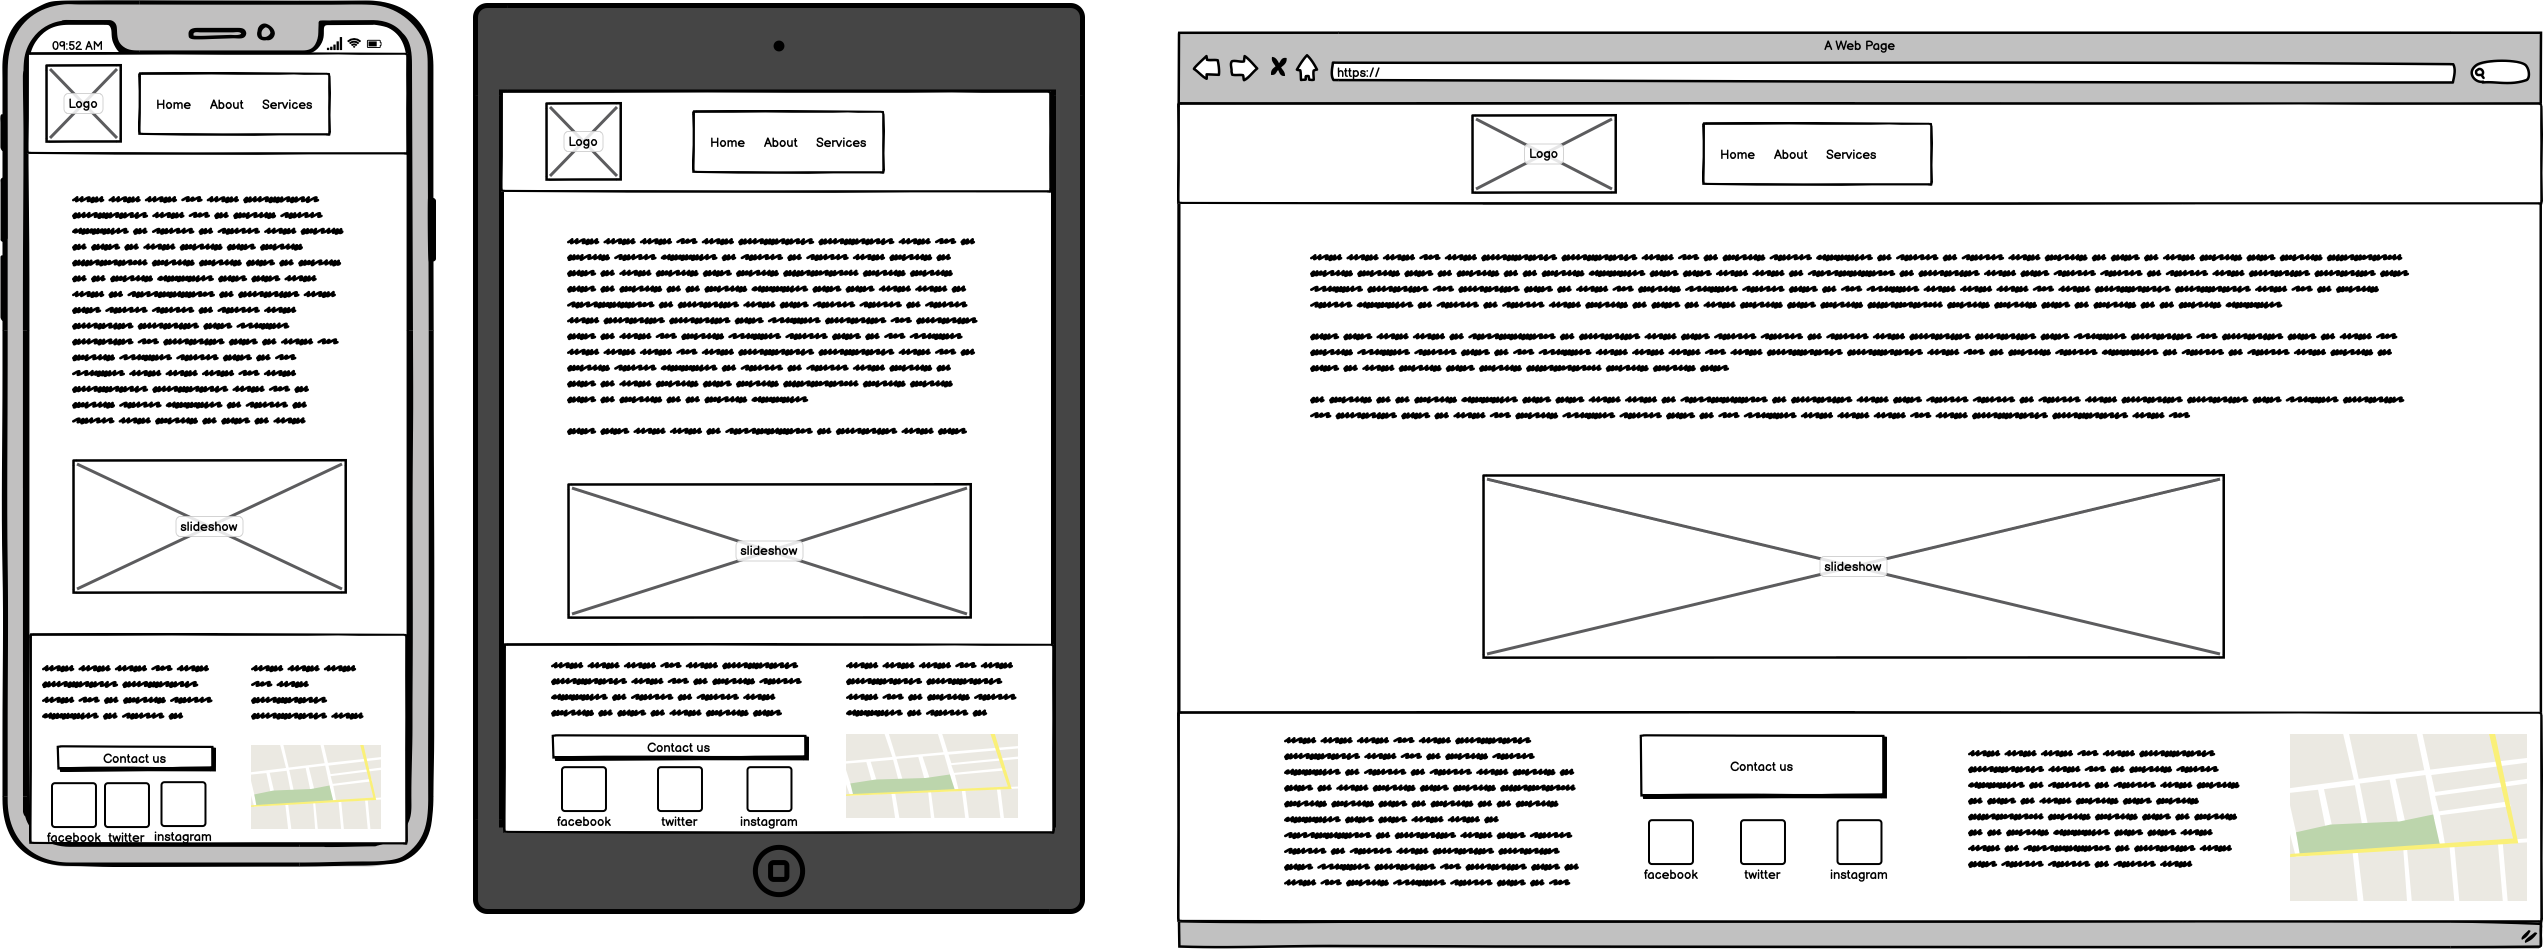 09:52 AM
Logo
Home About Services
slideshow
Contact us
facebook twitter instagram
Logo
Home About Services
slideshow
Contact us
facebook twitter instagram
A Web Page
https://
Logo
Home About Services
slideshow
Contact us
facebook twitter instagram